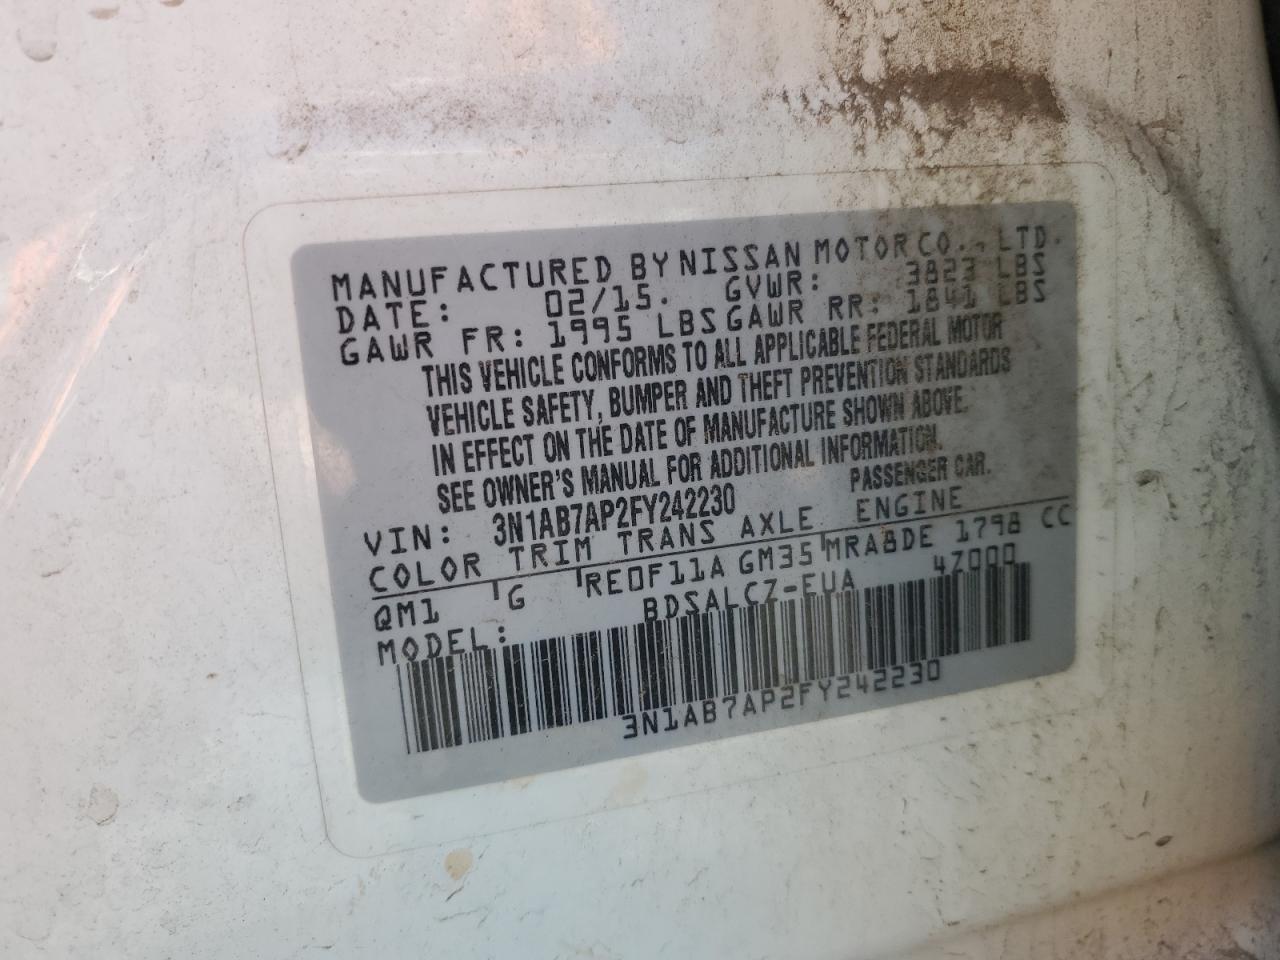 MANUFACTURED BY NISSAN MOTOR CO., LTD.
DATE: 02/15. GVWR: 3823 LBS
GAWR FR: 1995 LBS GAWR RR: 1841 LBS
THIS VEHICLE CONFORMS TO ALL APPLICABLE FEDERAL MOTOR
VEHICLE SAFETY, BUMPER AND THEFT PREVENTION STANDARDS
IN EFFECT ON THE DATE OF MANUFACTURE SHOWN ABOVE.
SEE OWNER'S MANUAL FOR ADDITIONAL INFORMATION.
VIN: 3N1AB7AP2FY242230 PASSENGER CAR.
COLOR TRIM TRANS AXLE ENGINE
QM1 G RE0F11A GM35 MRA8DE 1798 CC
MODEL: BDSALCZ-EUA 47000
3N1AB7AP2FY242230